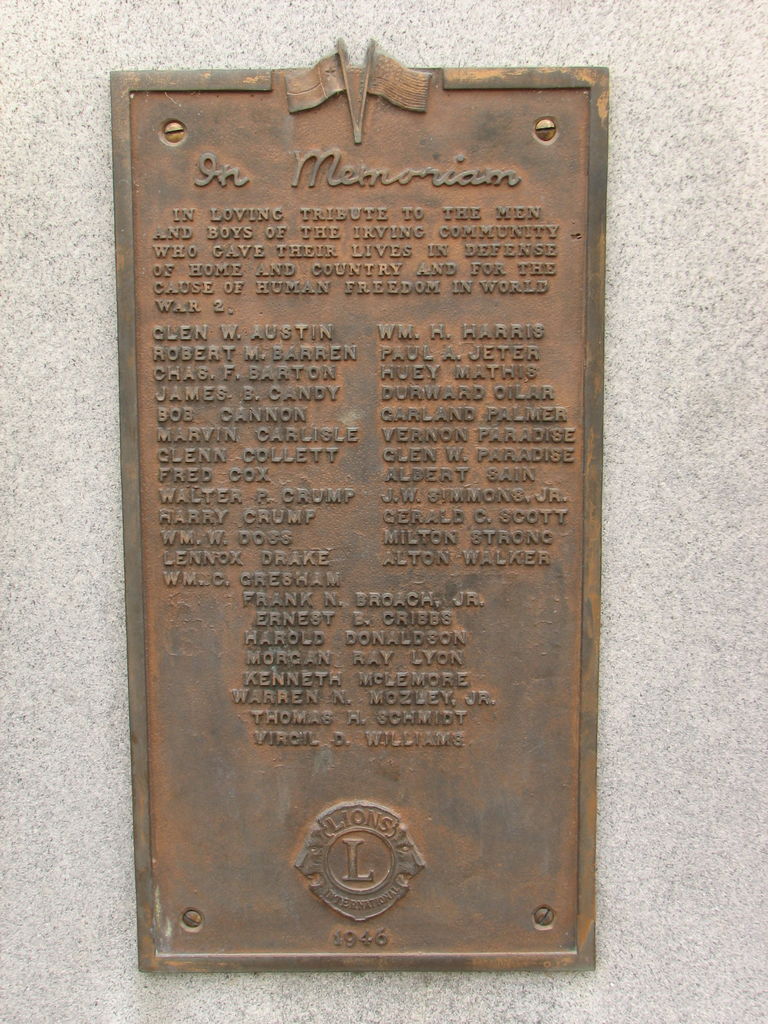 In Memoriam
IN LOVING TRIBUTE TO THE MEN
AND BOYS OF THE IRVING COMMUNITY
WHO GAVE THEIR LIVES IN DEFENSE
OF HOME AND COUNTRY AND FOR THE
CAUSE OF HUMAN FREEDOM IN WORLD
WAR 2.
GLEN W. AUSTIN
ROBERT M. BARREN
CHAS. F. BARTON
JAMES B. CANDY
BOB CANNON
MARVIN CARLISLE
GLENN COLLETT
FRED COX
WALTER P. CRUMP
HARRY CRUMP
WM. W. DOSS
LENNOX DRAKE
WM. C. GRESHAM
WM. H. HARRIS
PAUL A. JETER
HUEY MATHIS
DURWARD OILAR
GARLAND PALMER
VERNON PARADISE
GLEN W. PARADISE
ALBERT SAIN
J.W. SIMMONS, JR.
GERALD C. SCOTT
MILTON STRONG
ALTON WALKER
FRANK N. BROACH, JR.
ERNEST L. CRIBBS
HAROLD DONALDSON
MORGAN RAY LYON
KENNETH McLEMORE
WARREN N. MOZLEY, JR.
THOMAS H. SCHMIDT
VIRGIL D. WILLIAMS
LIONS
L
INTERNATIONAL
1946